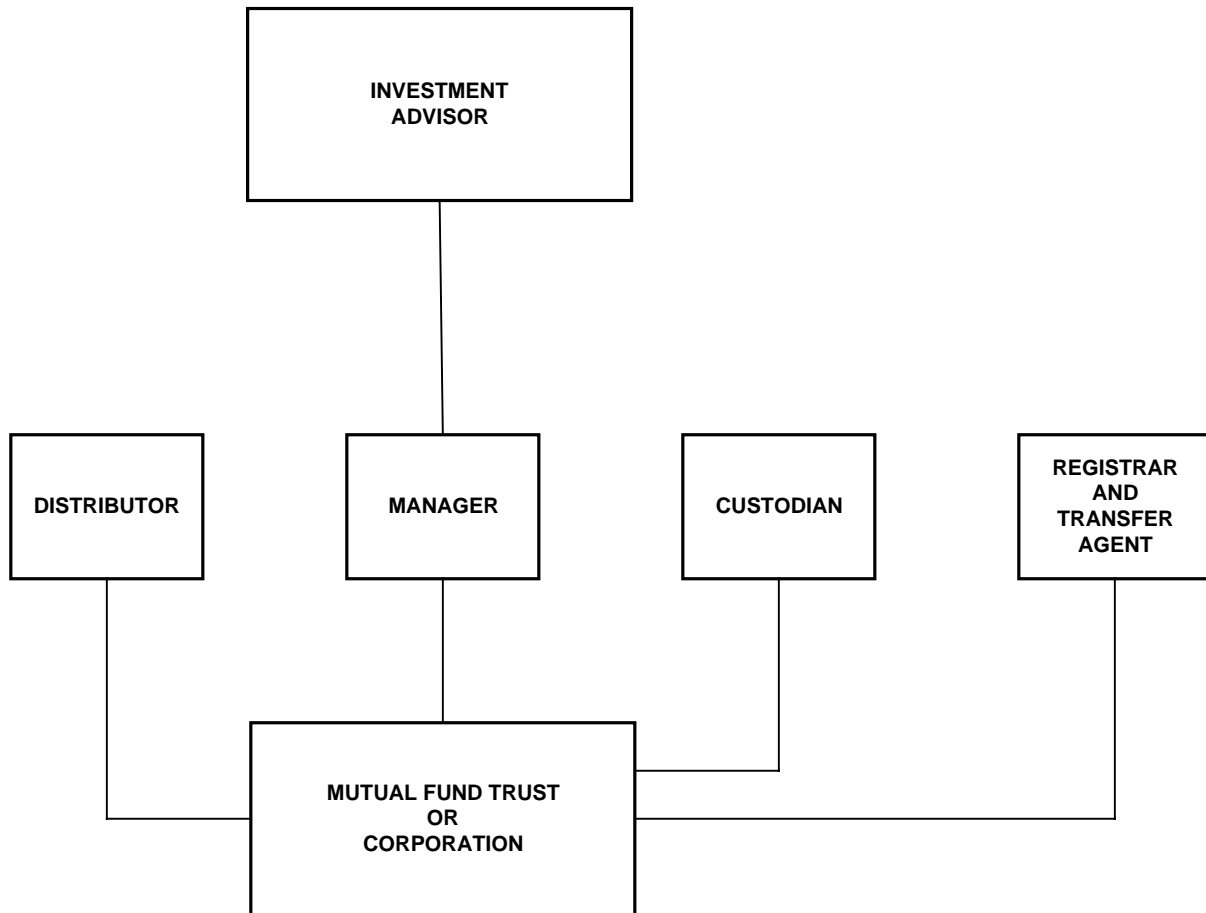 INVESTMENT
ADVISOR
DISTRIBUTOR
MANAGER
CUSTODIAN
REGISTRAR
AND
TRANSFER
AGENT
MUTUAL FUND TRUST
OR
CORPORATION